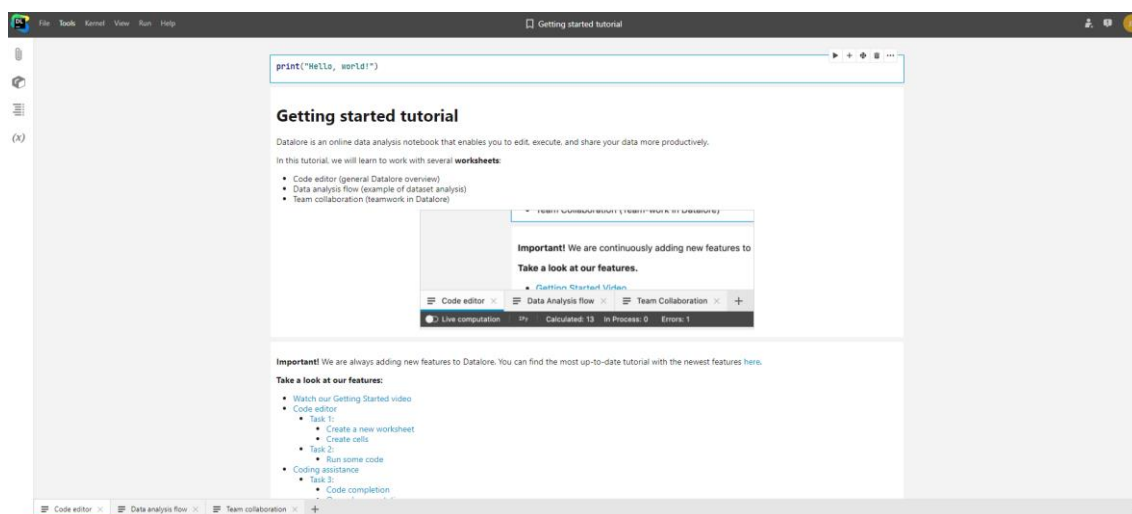 File Tools Kernel View Run Help
Getting started tutorial
print("Hello, world!")
Getting started tutorial
Datalore is an online data analysis notebook that enables you to edit, execute, and share your data more productively.
In this tutorial, we will learn to work with several worksheets:
• Code editor (general Datalore overview)
• Data analysis flow (example of dataset analysis)
• Team collaboration (teamwork in Datalore)
Team Collaboration (Team-work in Datalore)
Important! We are continuously adding new features to
Take a look at our features.
• Getting Started Video
Code editor × Data Analysis flow × Team Collaboration × +
Live computation Calculated: 13 In Process: 0 Errors: 1
Important! We are always adding new features to Datalore. You can find the most up-to-date tutorial with the newest features here.
Take a look at our features:
• Watch our Getting Started video
• Code editor
• Task 1:
• Create a new worksheet
• Create cells
• Task 2:
• Run some code
• Coding assistance
• Task 3:
• Code completion
Code editor × Data analysis flow × Team collaboration × +
(x)